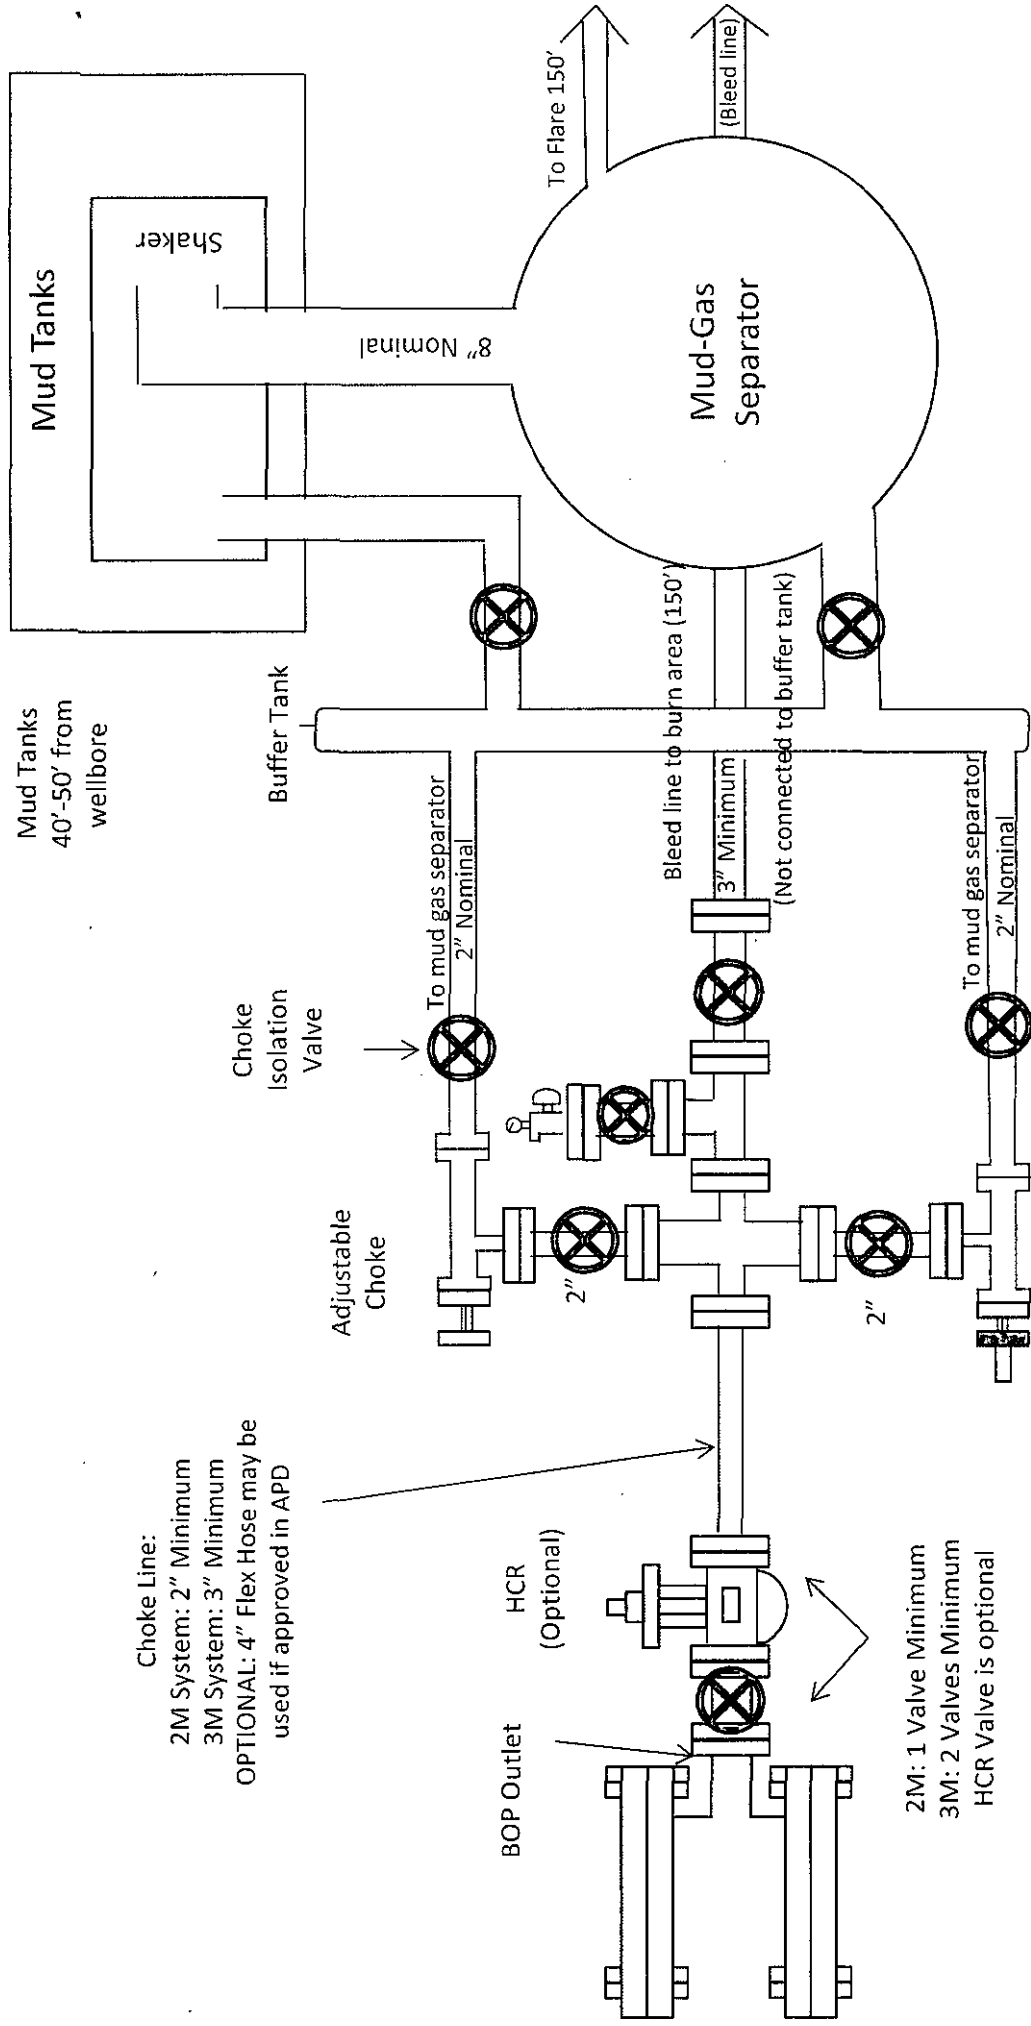 Mud Tanks
40'-50' from
wellbore
Mud Tanks
Shaker
8" Nominal
Buffer Tank
Choke
Isolation
Valve
To mud gas separator
2" Nominal
Adjustable
Choke
Choke Line:
2M System: 2" Minimum
3M System: 3" Minimum
OPTIONAL: 4" Flex Hose may be
used if approved in APD
To Flare 150'
(Bleed line)
Mud-Gas
Separator
Bleed line to burn area (150')
3" Minimum
(Not connected to buffer tank)
2"
2"
HCR
(Optional)
BOP Outlet
To mud gas separator
2" Nominal
2M: 1 Valve Minimum
3M: 2 Valves Minimum
HCR Valve is optional